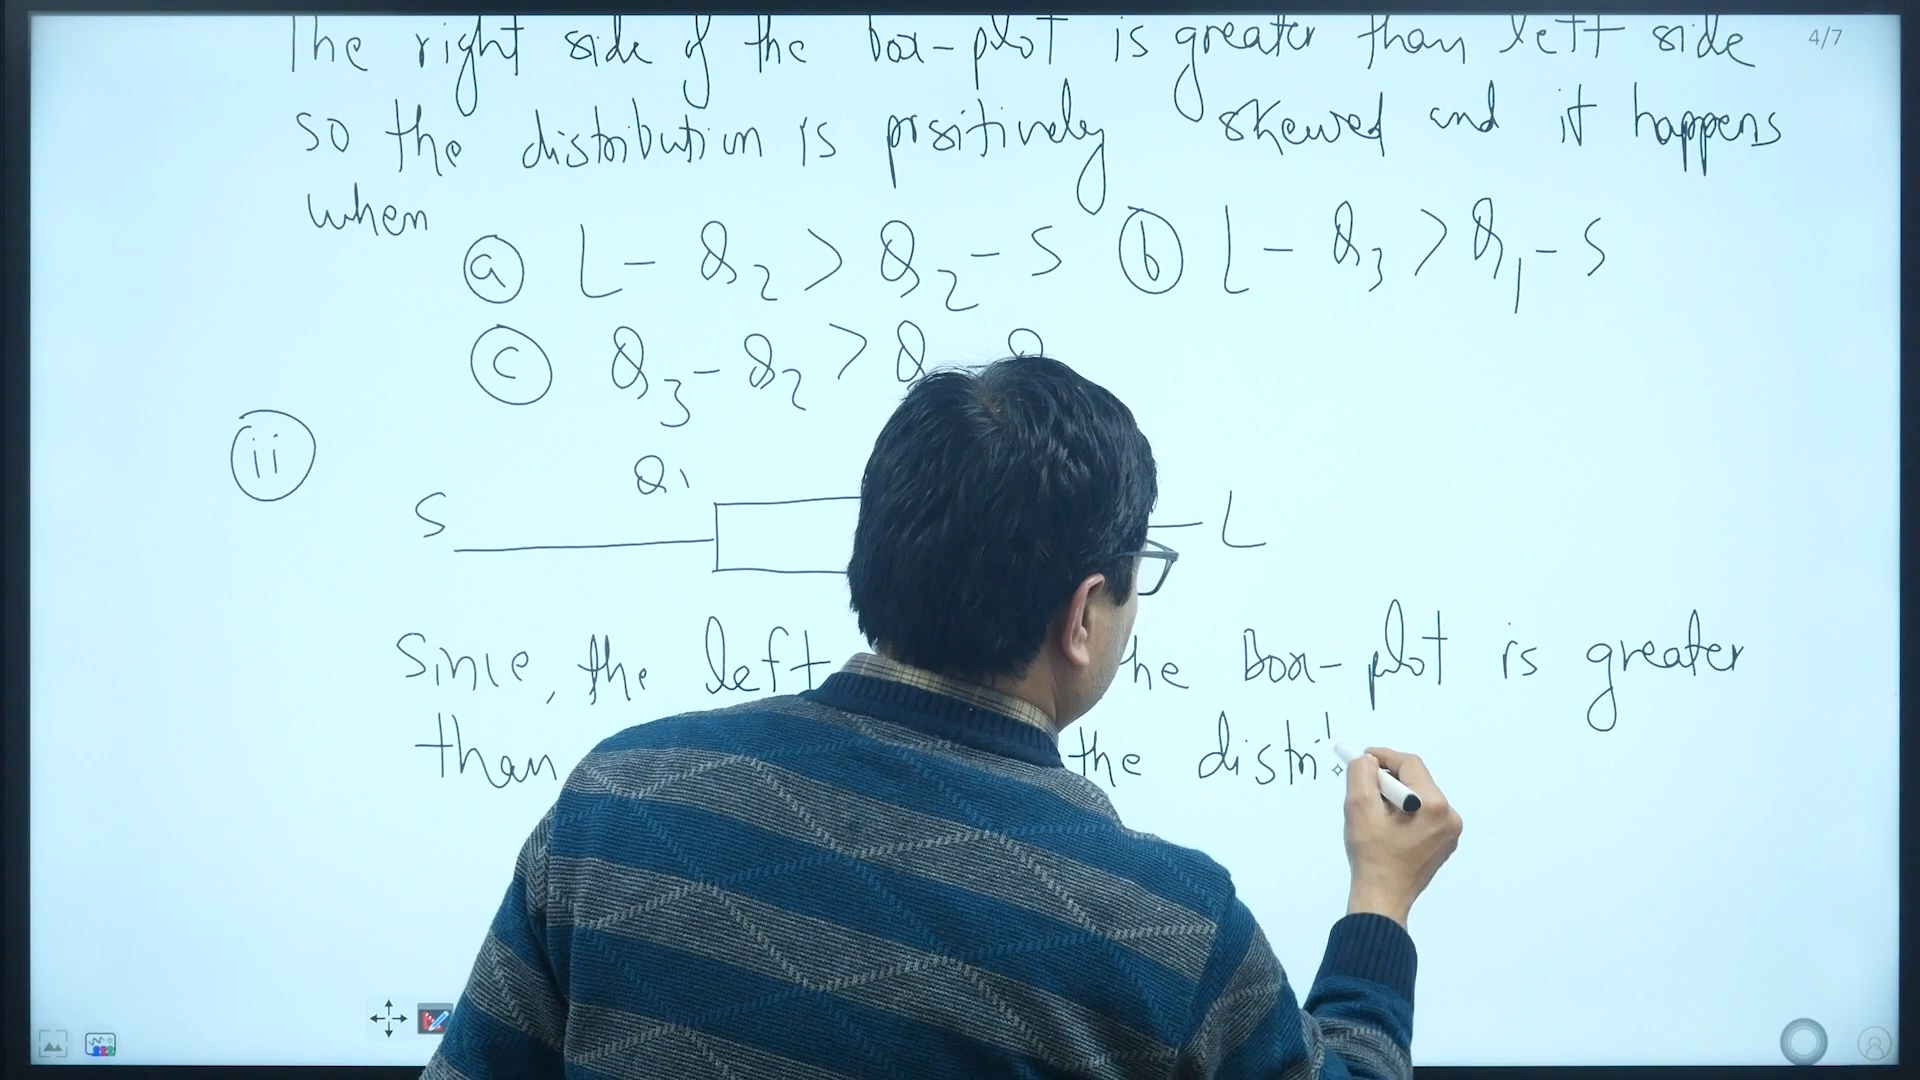 The right side of the box-plot is greater than left side
4/7
so the distribution is positively skewed and it happens
when
(a) L - Q2 > Q2 - S (b) L - Q3 > Q1 - S
(c) Q3 - Q2 > Q - Q
(ii)
Q1
S L
Since, the left the Box-plot is greater
than the distri